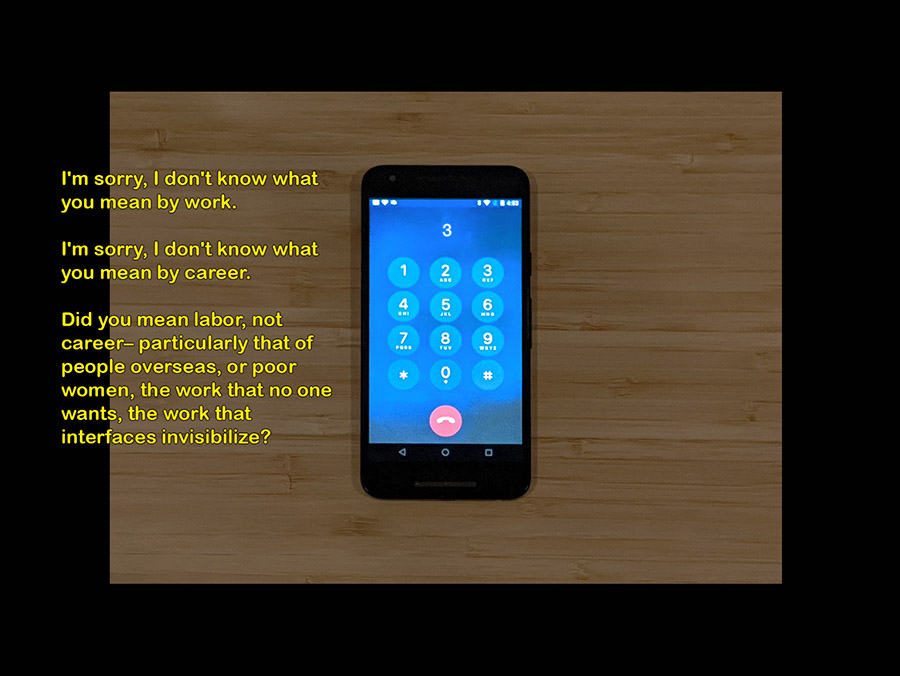 I'm sorry, I don't know what
you mean by work.
I'm sorry, I don't know what
you mean by career.
Did you mean labor, not
career– particularly that of
people overseas, or poor
women, the work that no one
wants, the work that
interfaces invisibilize?
4:53
3
1 2 3
ABC DEF
4 5 6
GHI JKL MNO
7 8 9
PQRS TUV WXYZ
* 0 #
+